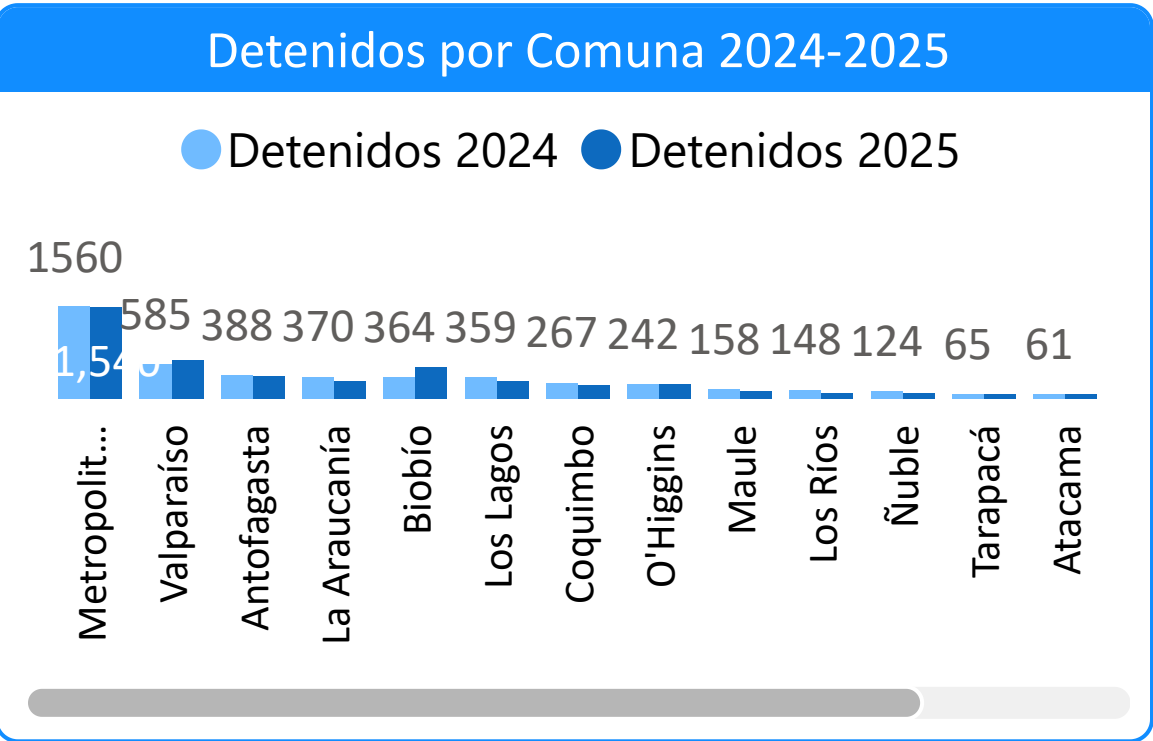 Detenidos por Comuna 2024-2025
Detenidos 2024 Detenidos 2025
1560
585 388 370 364 359 267 242 158 148 124 65 61
Metropolit...
Valparaíso
Antofagasta
La Araucanía
Biobío
Los Lagos
Coquimbo
O'Higgins
Maule
Los Ríos
Ñuble
Tarapacá
Atacama